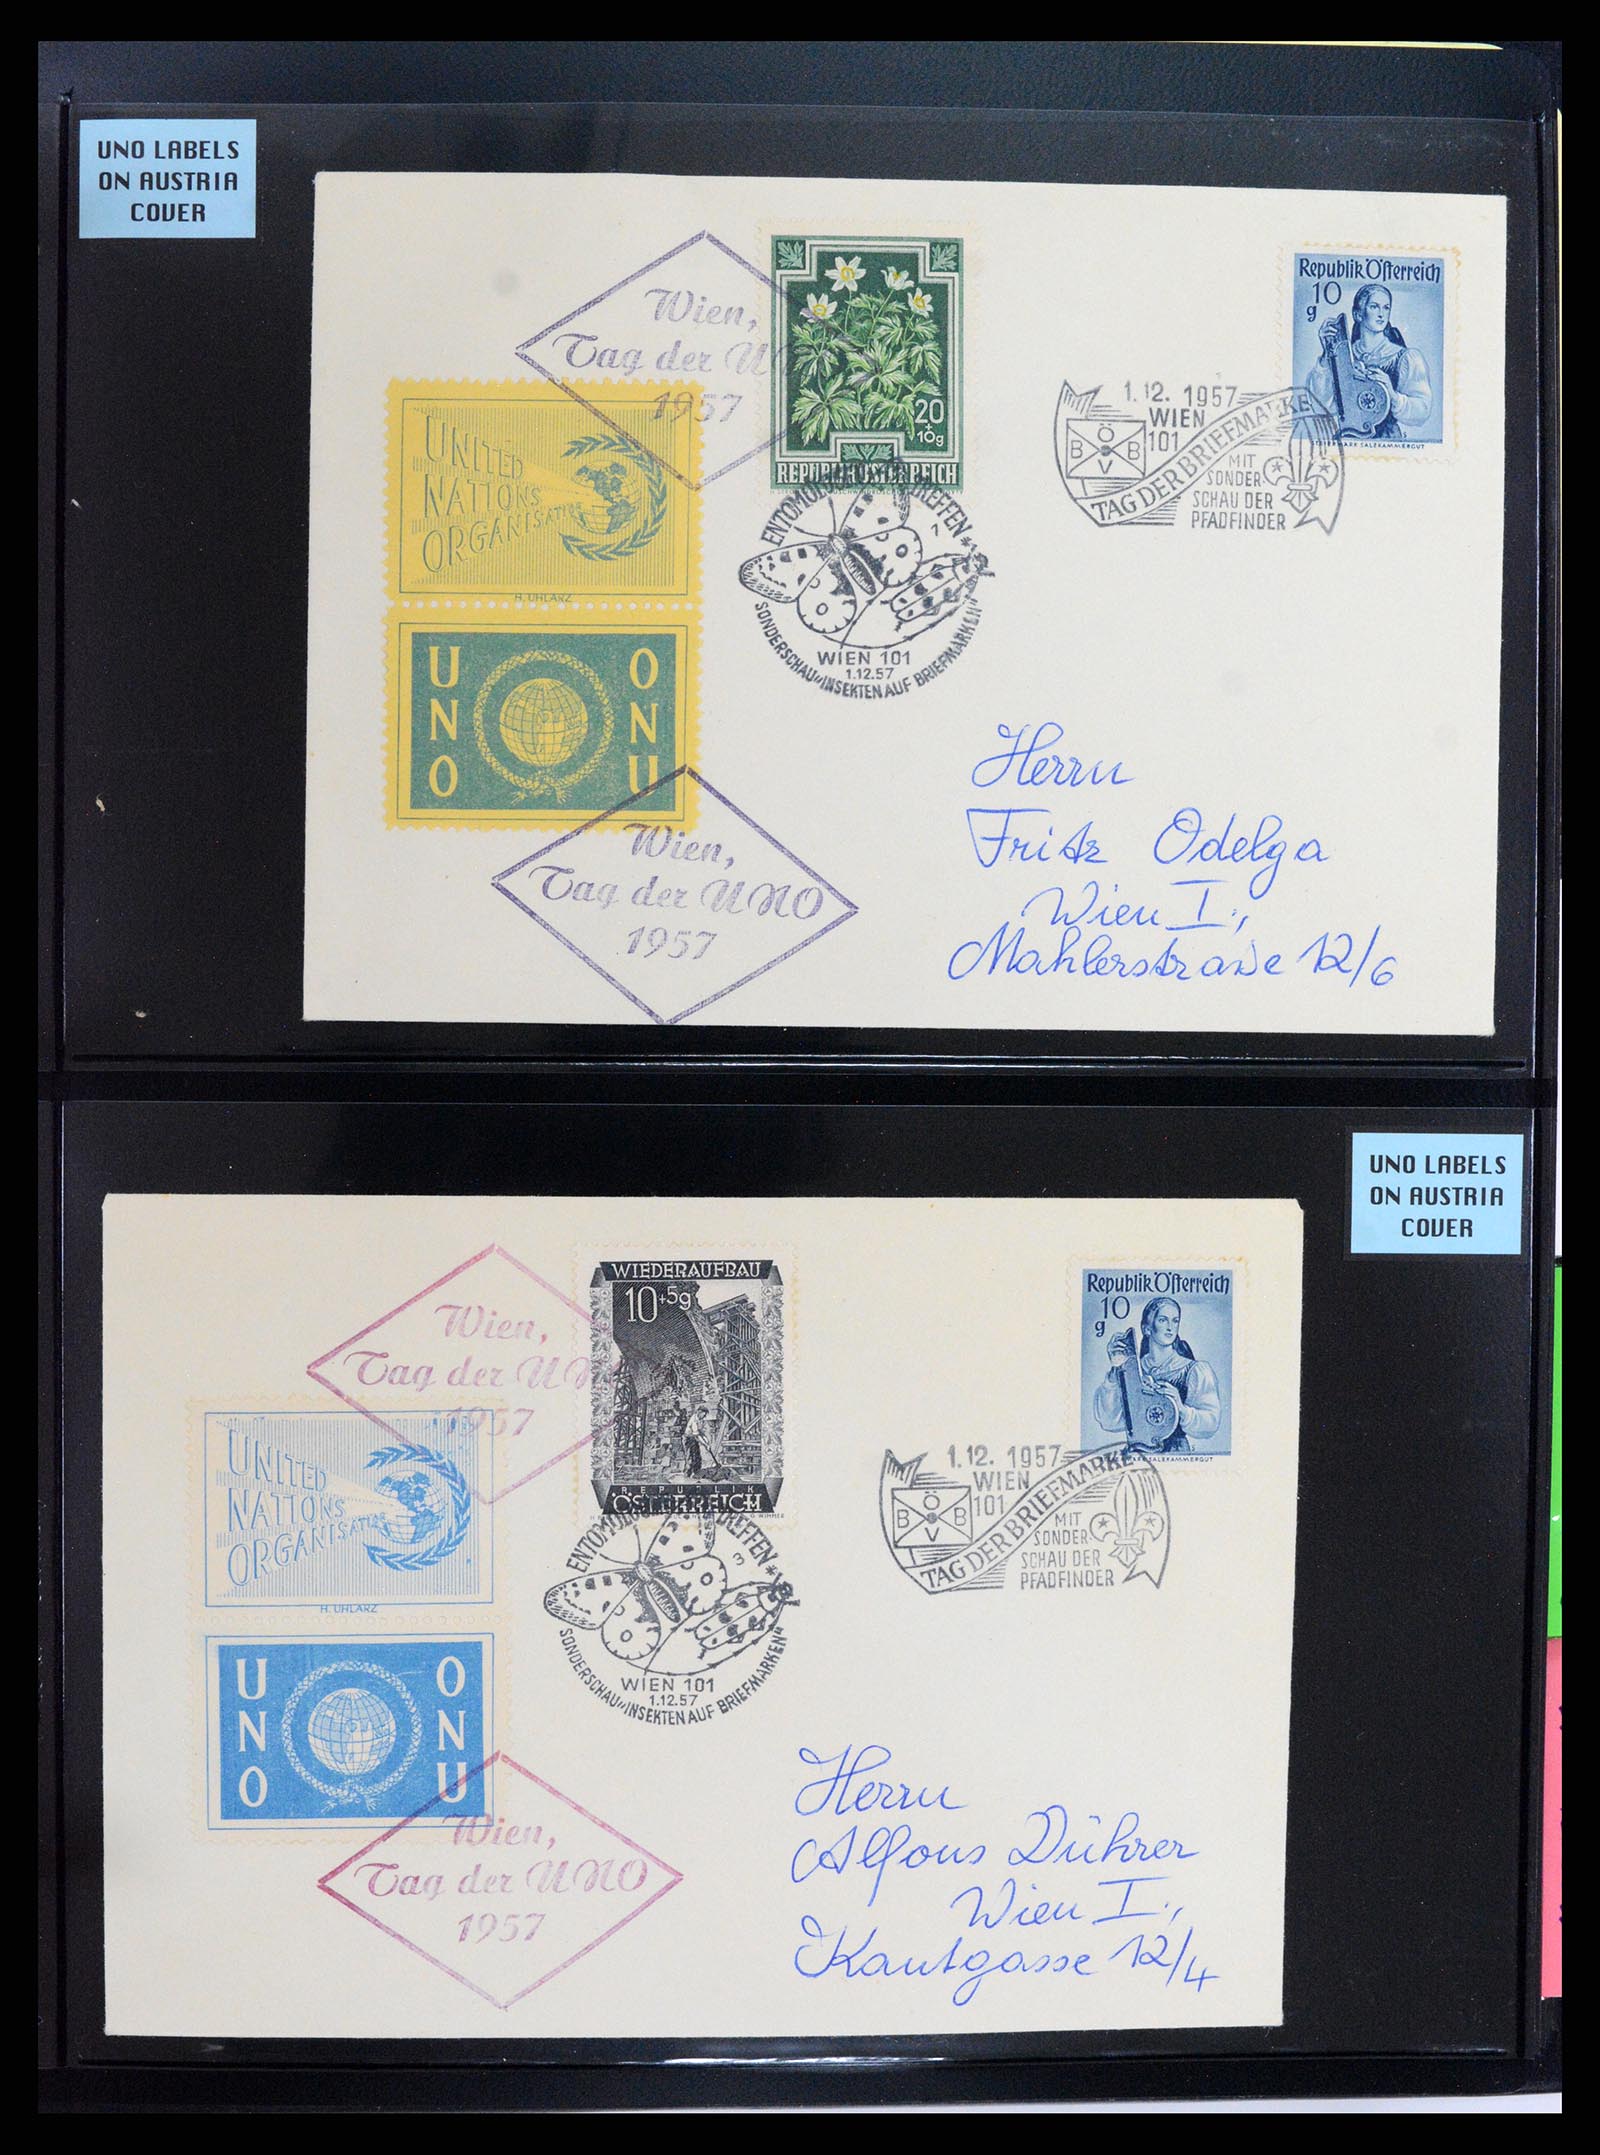 UNO LABELS
ON AUSTRIA
COVER
Wien,
Tag der
1957
REPUBLIK ÖSTERREICH
20
+10g
Republik Österreich
10
g
STEIERMARK SALZKAMMERGUT
1.12.1957
WIEN
101
Ö
B B
V
TAG DER BRIEFMARKE
MIT
SONDER
SCHAU DER
PFADFINDER
UNITED
NATIONS
ORGANISATION
H. UHLARZ
UNO
ONU
ENTOMOLOGEN TREFFEN
1
WIEN 101
1.12.57
SONDERSCHAU „INSEKTEN AUF BRIEFMARKEN"
Wien,
Tag der UNO
1957
Herrn
Fritz Odelga
Wien I.,
Mahlerstrasse 12/6
UNO LABELS
ON AUSTRIA
COVER
Wien,
Tag der UNO
1957
WIEDERAUFBAU
10+5g
REPUBLIK
ÖSTERREICH
G. WIMMER
Republik Österreich
10
g
SALZKAMMERGUT
1.12.1957
WIEN
101
Ö
B B
V
TAG DER BRIEFMARKE
MIT
SONDER
SCHAU DER
PFADFINDER
UNITED
NATIONS
ORGANISATION
H. UHLARZ
UNO
ONU
ENTOMOLOGEN TREFFEN
3
WIEN 101
1.12.57
SONDERSCHAU „INSEKTEN AUF BRIEFMARKEN"
Wien,
Tag der UNO
1957
Herrn
Alfons Dührer
Wien I.,
Kantgasse 12/4